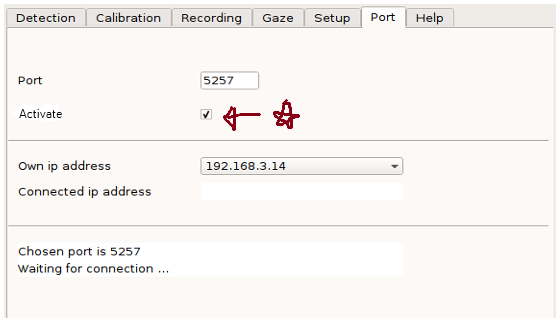 Detection Calibration Recording Gaze Setup Port Help
Port 5257
Activate
Own ip address 192.168.3.14
Connected ip address
Chosen port is 5257
Waiting for connection ...